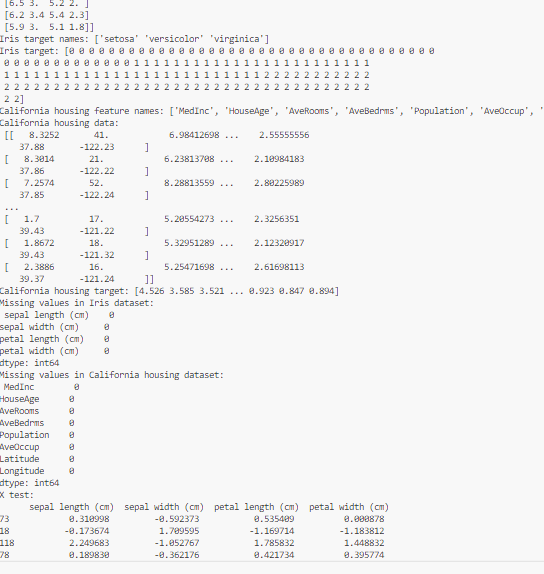 [6.5 3.  5.2 2. ]
[6.2 3.4 5.4 2.3]
[5.9 3.  5.1 1.8]]
Iris target names: ['setosa' 'versicolor' 'virginica']
Iris target: [0 0 0 0 0 0 0 0 0 0 0 0 0 0 0 0 0 0 0 0 0 0 0 0 0 0 0 0 0 0 0 0 0 0 0 0 0
0 0 0 0 0 0 0 0 0 0 0 0 0 1 1 1 1 1 1 1 1 1 1 1 1 1 1 1 1 1 1 1 1 1 1 1 1
1 1 1 1 1 1 1 1 1 1 1 1 1 1 1 1 1 1 1 1 1 1 1 1 1 1 2 2 2 2 2 2 2 2 2 2 2
2 2 2 2 2 2 2 2 2 2 2 2 2 2 2 2 2 2 2 2 2 2 2 2 2 2 2 2 2 2 2 2 2 2 2 2 2
2 2]
California housing feature names: ['MedInc', 'HouseAge', 'AveRooms', 'AveBedrms', 'Population', 'AveOccup', '
California housing data:
[[   8.3252       41.          6.98412698 ...    2.55555556
37.88      -122.23      ]
[   8.3014       21.          6.23813708 ...    2.10984183
37.86      -122.22      ]
[   7.2574       52.          8.28813559 ...    2.80225989
37.85      -122.24      ]
...
[   1.7          17.          5.20554273 ...    2.3256351
39.43      -121.22      ]
[   1.8672       18.          5.32951289 ...    2.12320917
39.43      -121.32      ]
[   2.3886       16.          5.25471698 ...    2.61698113
39.37      -121.24      ]]
California housing target: [4.526 3.585 3.521 ... 0.923 0.847 0.894]
Missing values in Iris dataset:
sepal length (cm)    0
sepal width (cm)     0
petal length (cm)    0
petal width (cm)     0
dtype: int64
Missing values in California housing dataset:
MedInc        0
HouseAge      0
AveRooms      0
AveBedrms     0
Population    0
AveOccup      0
Latitude      0
Longitude     0
dtype: int64
X test:
sepal length (cm)  sepal width (cm)  petal length (cm)  petal width (cm)
73            0.310998         -0.592373           0.535409          0.000878
18           -0.173674          1.709595          -1.169714         -1.183812
118           2.249683         -1.052767           1.785832          1.448832
78            0.189830         -0.362176           0.421734          0.395774